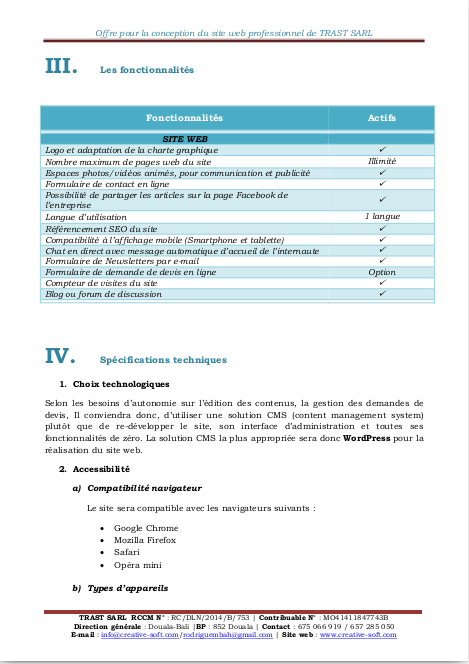 Offre pour la conception du site web professionnel de TRAST SARL
III. Les fonctionnalités
Fonctionnalités Actifs
SITE WEB
Logo et adaptation de la charte graphique ✓
Nombre maximum de pages web du site Illimité
Espaces photos/vidéos animés, pour communication et publicité ✓
Formulaire de contact en ligne ✓
Possibilité de partager les articles sur la page Facebook de
l'entreprise ✓
Langue d'utilisation 1 langue
Référencement SEO du site ✓
Compatibilité à l'affichage mobile (Smartphone et tablette) ✓
Chat en direct avec message automatique d'accueil de l'internaute ✓
Formulaire de Newsletters par e-mail ✓
Formulaire de demande de devis en ligne Option
Compteur de visites du site ✓
Blog ou forum de discussion ✓
IV. Spécifications techniques
1. Choix technologiques
Selon les besoins d'autonomie sur l'édition des contenus, la gestion des demandes de
devis, Il conviendra donc, d'utiliser une solution CMS (content management system)
plutôt que de re-développer le site, son interface d'administration et toutes ses
fonctionnalités de zéro. La solution CMS la plus appropriée sera donc WordPress pour la
réalisation du site web.
2. Accessibilité
a) Compatibilité navigateur
Le site sera compatible avec les navigateurs suivants :
• Google Chrome
• Mozilla Firefox
• Safari
• Opéra mini
b) Types d'appareils
TRAST SARL RCCM N° : RC/DLN/2014/B/753 | Contribuable N° : MO41411847743B
Direction générale : Douala-Bali |BP : 852 Douala | Contact : 675 066 919 / 657 285 050
E-mail : info@creative-soft.com/rodriguembah@gmail.com | Site web : www.creative-soft.com